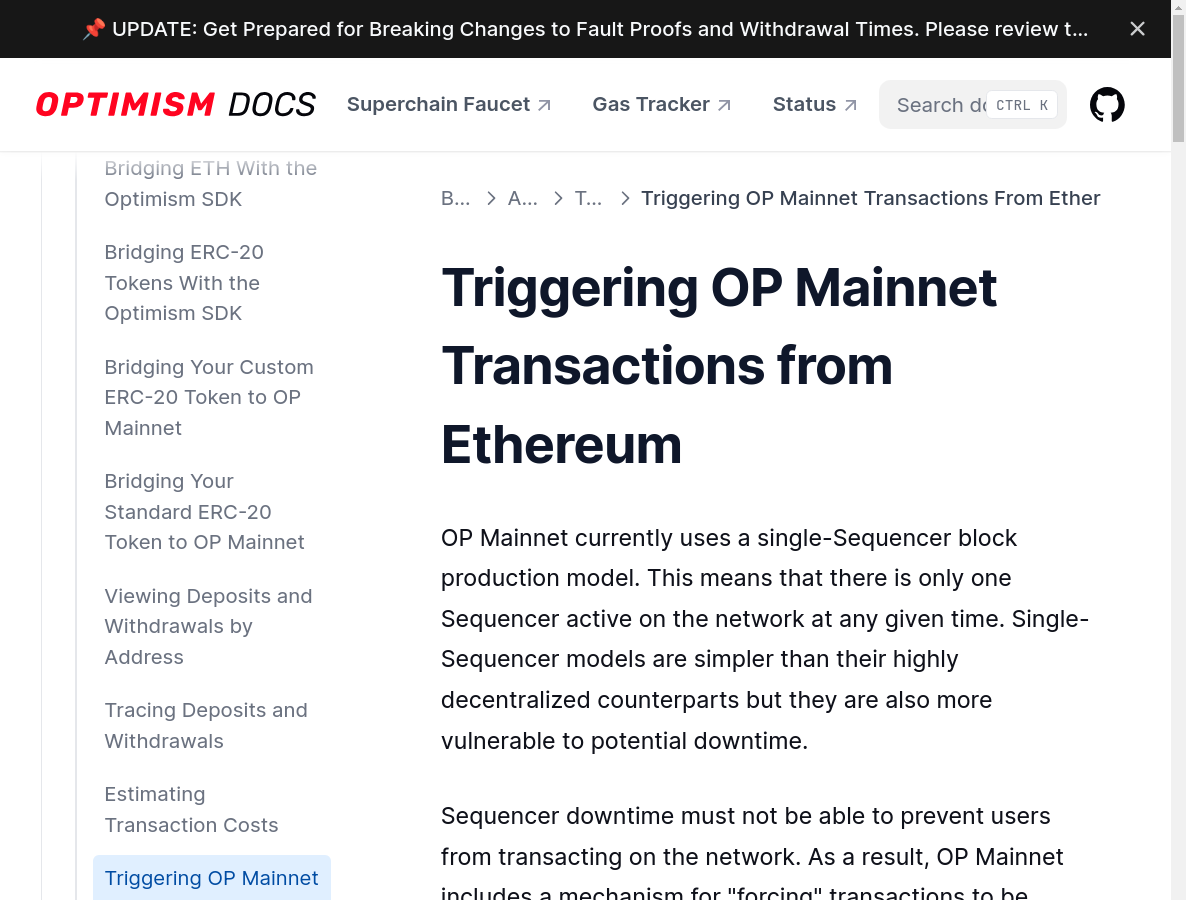 📌 UPDATE: Get Prepared for Breaking Changes to Fault Proofs and Withdrawal Times. Please review t...
OPTIMISM DOCS
Superchain Faucet
Gas Tracker
Status
Search do
CTRL K
Bridging ETH With the
Optimism SDK
Bridging ERC-20
Tokens With the
Optimism SDK
Bridging Your Custom
ERC-20 Token to OP
Mainnet
Bridging Your
Standard ERC-20
Token to OP Mainnet
Viewing Deposits and
Withdrawals by
Address
Tracing Deposits and
Withdrawals
Estimating
Transaction Costs
Triggering OP Mainnet
B... > A... > T... > Triggering OP Mainnet Transactions From Ether
Triggering OP Mainnet
Transactions from
Ethereum
OP Mainnet currently uses a single-Sequencer block
production model. This means that there is only one
Sequencer active on the network at any given time. Single-
Sequencer models are simpler than their highly
decentralized counterparts but they are also more
vulnerable to potential downtime.
Sequencer downtime must not be able to prevent users
from transacting on the network. As a result, OP Mainnet
includes a mechanism for "forcing" transactions to be